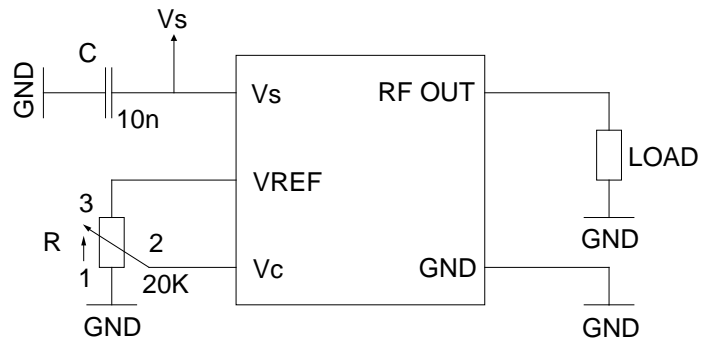 Vs
C
GND
10n
Vs
RF OUT
LOAD
VREF
3
R
2
1
20K
Vc
GND
GND
GND
GND